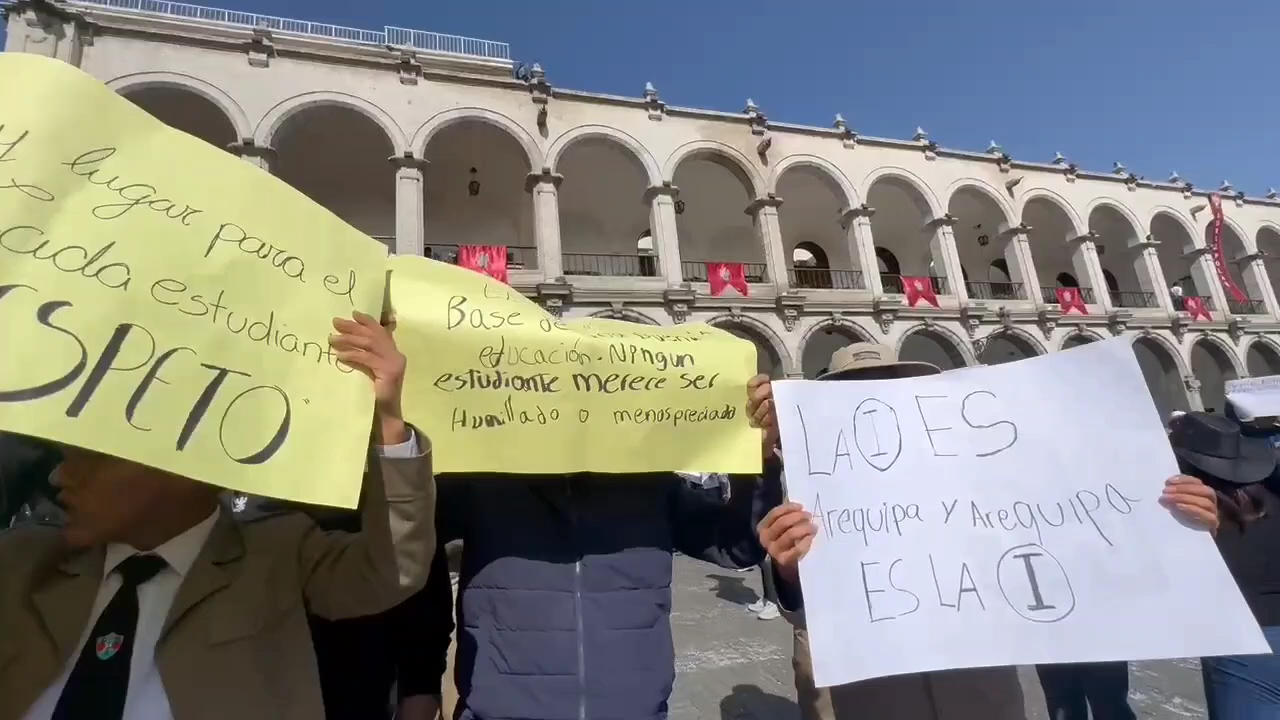 Y lugar para el
cada estudiante
SPETO
Base de
educación. NiNgun
estudiante merece ser
Humillado o menospreciado
LA I ES
Arequipa y Arequipa
ES LA I